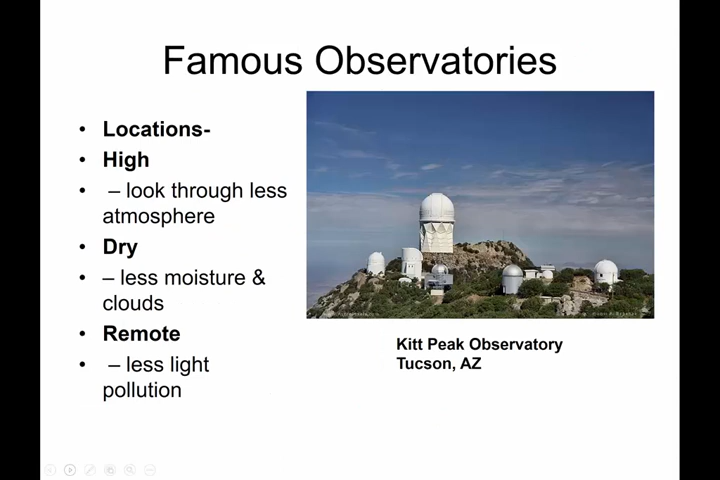 Famous Observatories
• Locations-
• High
• – look through less
atmosphere
• Dry
• – less moisture &
clouds
• Remote
• – less light
pollution
Kitt Peak Observatory
Tucson, AZ